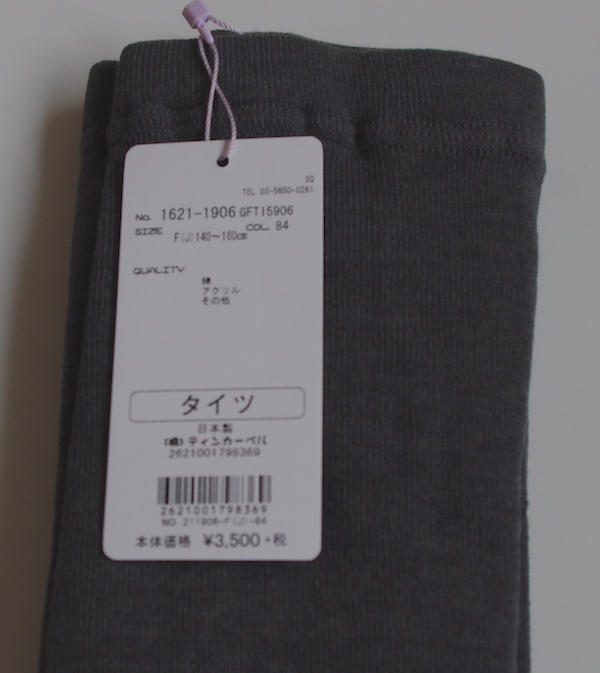 SQ
TEL. 03-5650-0261
No. 1621-1906 GFTI5906
SIZE F(J)140～160cm COL. 84
QUALITY
綿
アクリル
その他
タイツ
日本製
(株)ティンカーベル
2621001798369
2621001798369
NO. 211906-F(J)-84
本体価格 ¥3,500+税